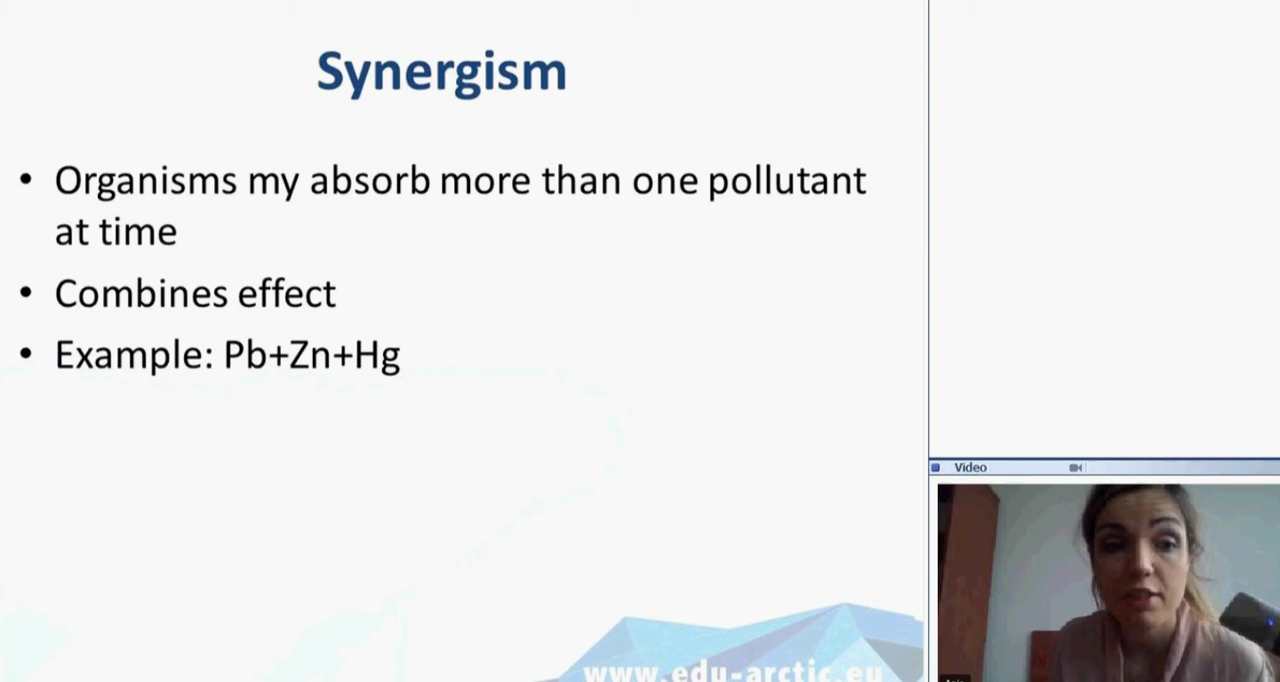 Synergism
• Organisms my absorb more than one pollutant
at time
• Combines effect
• Example: Pb+Zn+Hg
www.edu-arctic.eu
Video